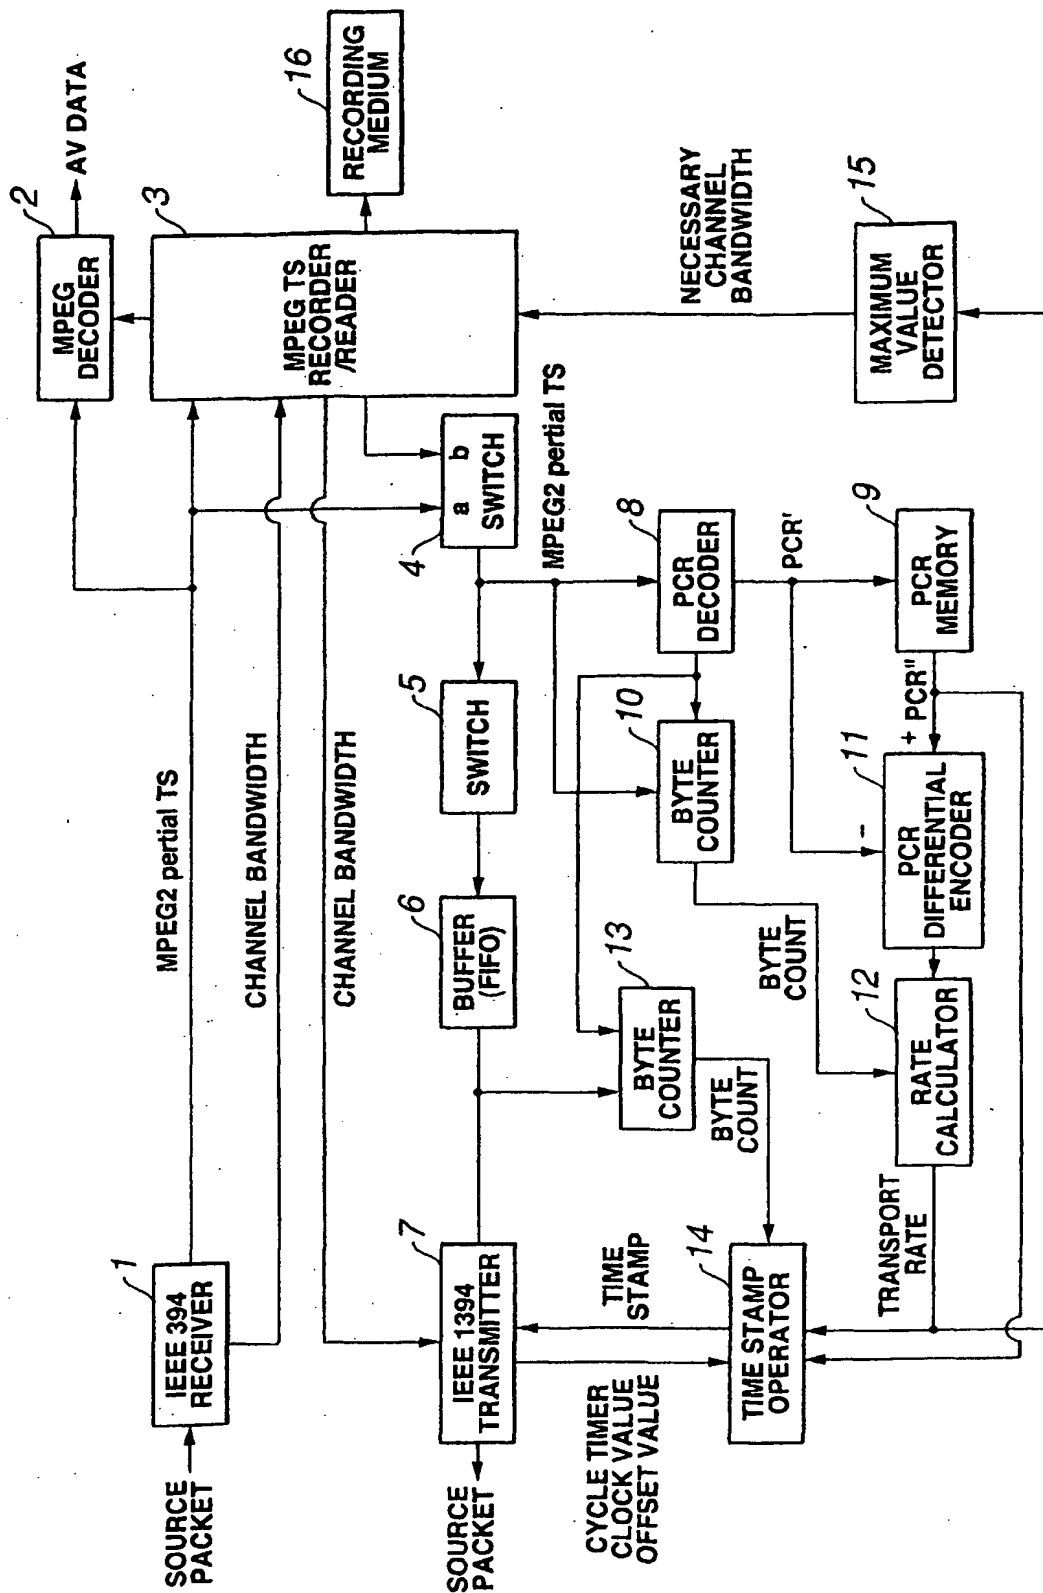 SOURCE
PACKET
1
IEEE 394
RECEIVER
MPEG2 pertial TS
CHANNEL BANDWIDTH
CHANNEL BANDWIDTH
2
MPEG
DECODER
AV DATA
3
MPEG TS
RECORDER
/READER
16
RECORDING
MEDIUM
4
a b
SWITCH
MPEG2 pertial TS
5
SWITCH
6
BUFFER
(FIFO)
7
IEEE 1394
TRANSMITTER
SOURCE
PACKET
8
PCR
DECODER
PCR'
9
PCR
MEMORY
+ PCR"
10
BYTE
COUNTER
BYTE
COUNT
11
-
PCR
DIFFERENTIAL
ENCODER
12
RATE
CALCULATOR
TRANSPORT
RATE
13
BYTE
COUNTER
BYTE
COUNT
14
TIME STAMP
OPERATOR
TIME
STAMP
CYCLE TIMER
CLOCK VALUE
OFFSET VALUE
15
MAXIMUM
VALUE
DETECTOR
NECESSARY
CHANNEL
BANDWIDTH